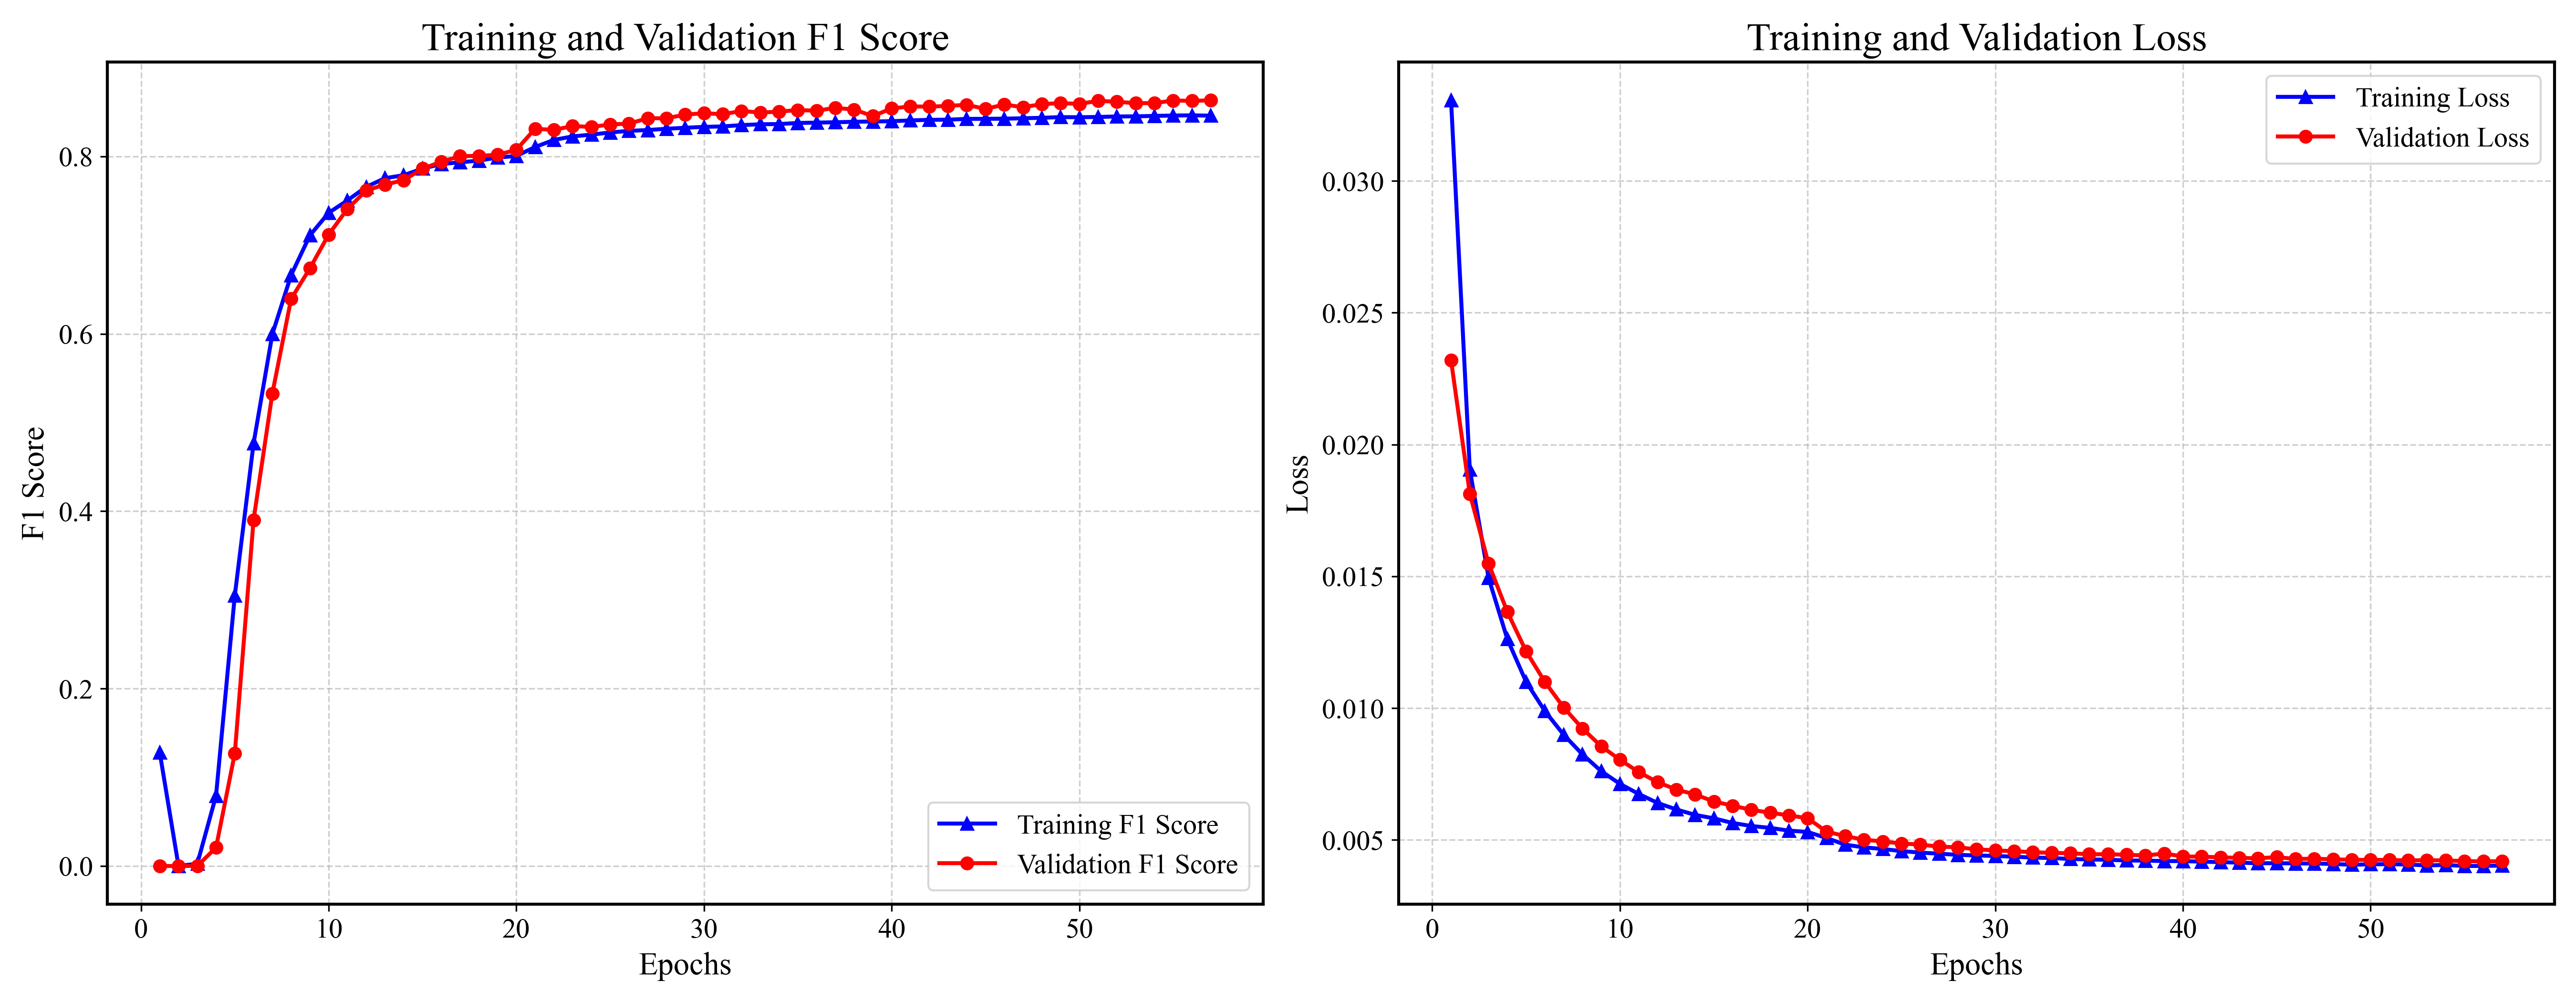 Training and Validation F1 Score
F1 Score
0.8
0.6
0.4
0.2
0.0
Training F1 Score
Validation F1 Score
0 10 20 30 40 50
Epochs
Training and Validation Loss
Loss
0.030
0.025
0.020
0.015
0.010
0.005
Training Loss
Validation Loss
0 10 20 30 40 50
Epochs